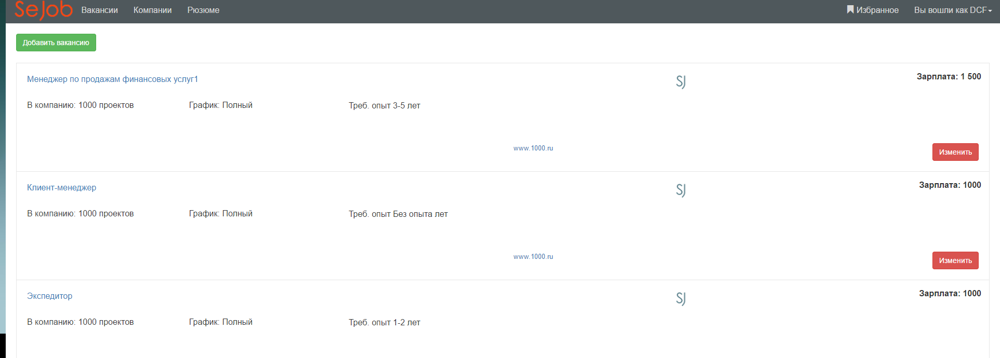 SeJob Вакансии Компании Рюзюме Избранное Вы вошли как DCF
Добавить вакансию
Менеджер по продажам финансовых услуг1 SJ Зарплата: 1 500
В компанию: 1000 проектов График: Полный Треб. опыт 3-5 лет
www.1000.ru Изменить
Клиент-менеджер SJ Зарплата: 1000
В компанию: 1000 проектов График: Полный Треб. опыт Без опыта лет
www.1000.ru Изменить
Экспедитор SJ Зарплата: 1000
В компанию: 1000 проектов График: Полный Треб. опыт 1-2 лет